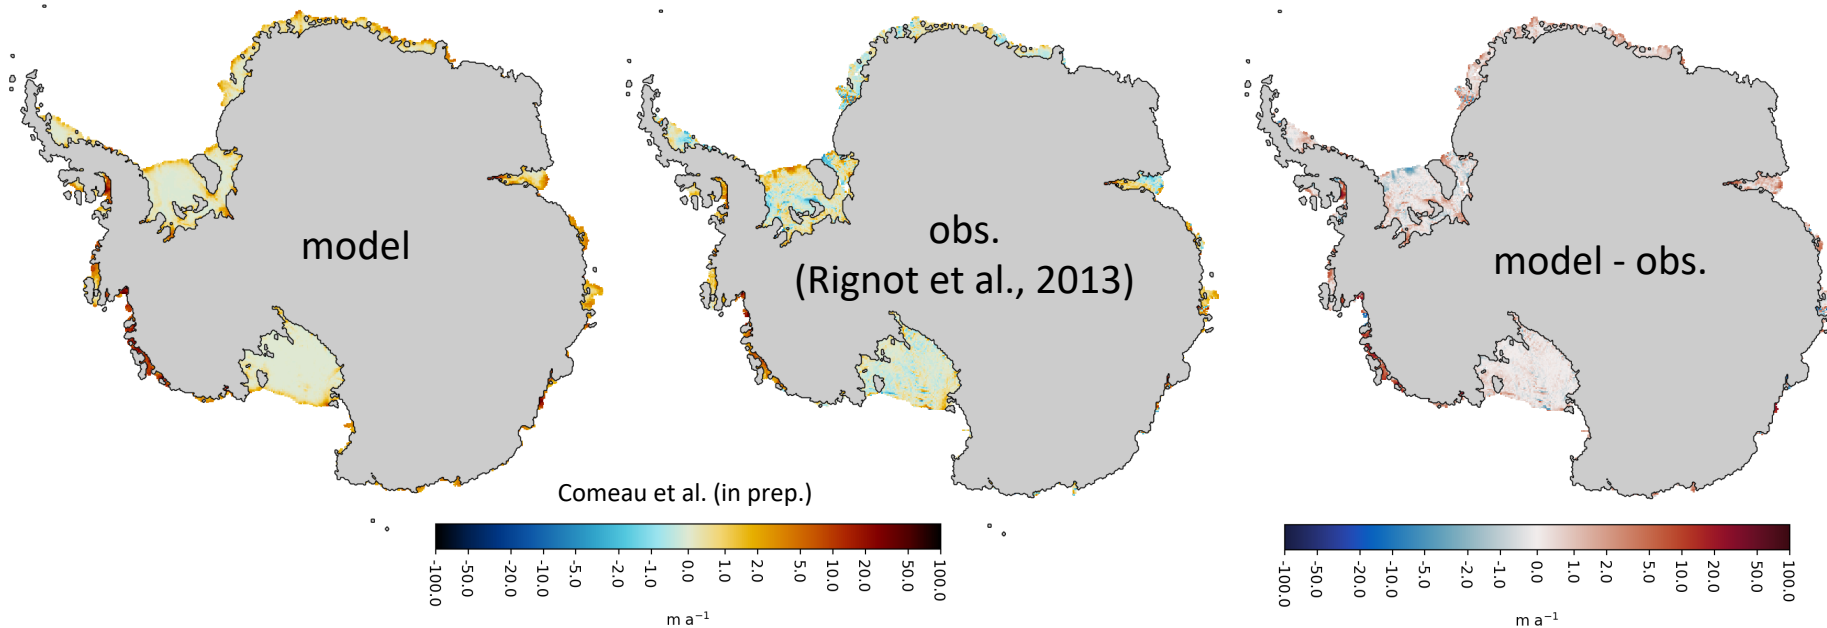 model
obs.
(Rignot et al., 2013)
model - obs.
Comeau et al. (in prep.)
-100.0 -50.0 -20.0 -10.0 -5.0 -2.0 -1.0 0.0 1.0 2.0 5.0 10.0 20.0 50.0 100.0
m a⁻¹
-100.0 -50.0 -20.0 -10.0 -5.0 -2.0 -1.0 0.0 1.0 2.0 5.0 10.0 20.0 50.0 100.0
m a⁻¹